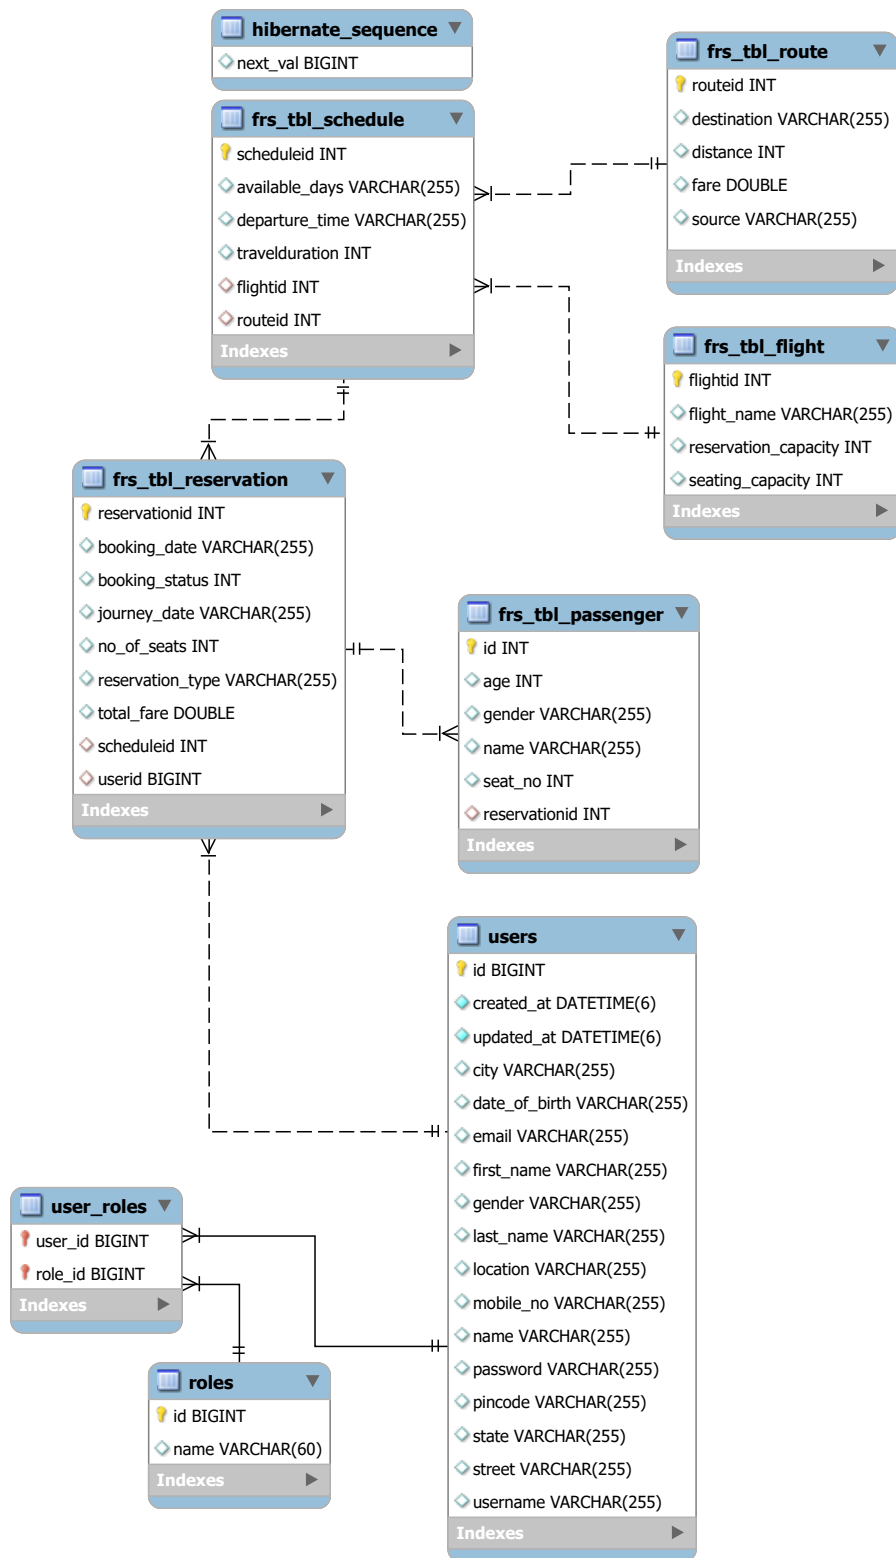 hibernate_sequence
next_val BIGINT
frs_tbl_schedule
scheduleid INT
available_days VARCHAR(255)
departure_time VARCHAR(255)
travelduration INT
flightid INT
routeid INT
Indexes
frs_tbl_route
routeid INT
destination VARCHAR(255)
distance INT
fare DOUBLE
source VARCHAR(255)
Indexes
frs_tbl_flight
flightid INT
flight_name VARCHAR(255)
reservation_capacity INT
seating_capacity INT
Indexes
frs_tbl_reservation
reservationid INT
booking_date VARCHAR(255)
booking_status INT
journey_date VARCHAR(255)
no_of_seats INT
reservation_type VARCHAR(255)
total_fare DOUBLE
scheduleid INT
userid BIGINT
Indexes
frs_tbl_passenger
id INT
age INT
gender VARCHAR(255)
name VARCHAR(255)
seat_no INT
reservationid INT
Indexes
users
id BIGINT
created_at DATETIME(6)
updated_at DATETIME(6)
city VARCHAR(255)
date_of_birth VARCHAR(255)
email VARCHAR(255)
first_name VARCHAR(255)
gender VARCHAR(255)
last_name VARCHAR(255)
location VARCHAR(255)
mobile_no VARCHAR(255)
name VARCHAR(255)
password VARCHAR(255)
pincode VARCHAR(255)
state VARCHAR(255)
street VARCHAR(255)
username VARCHAR(255)
Indexes
user_roles
user_id BIGINT
role_id BIGINT
Indexes
roles
id BIGINT
name VARCHAR(60)
Indexes